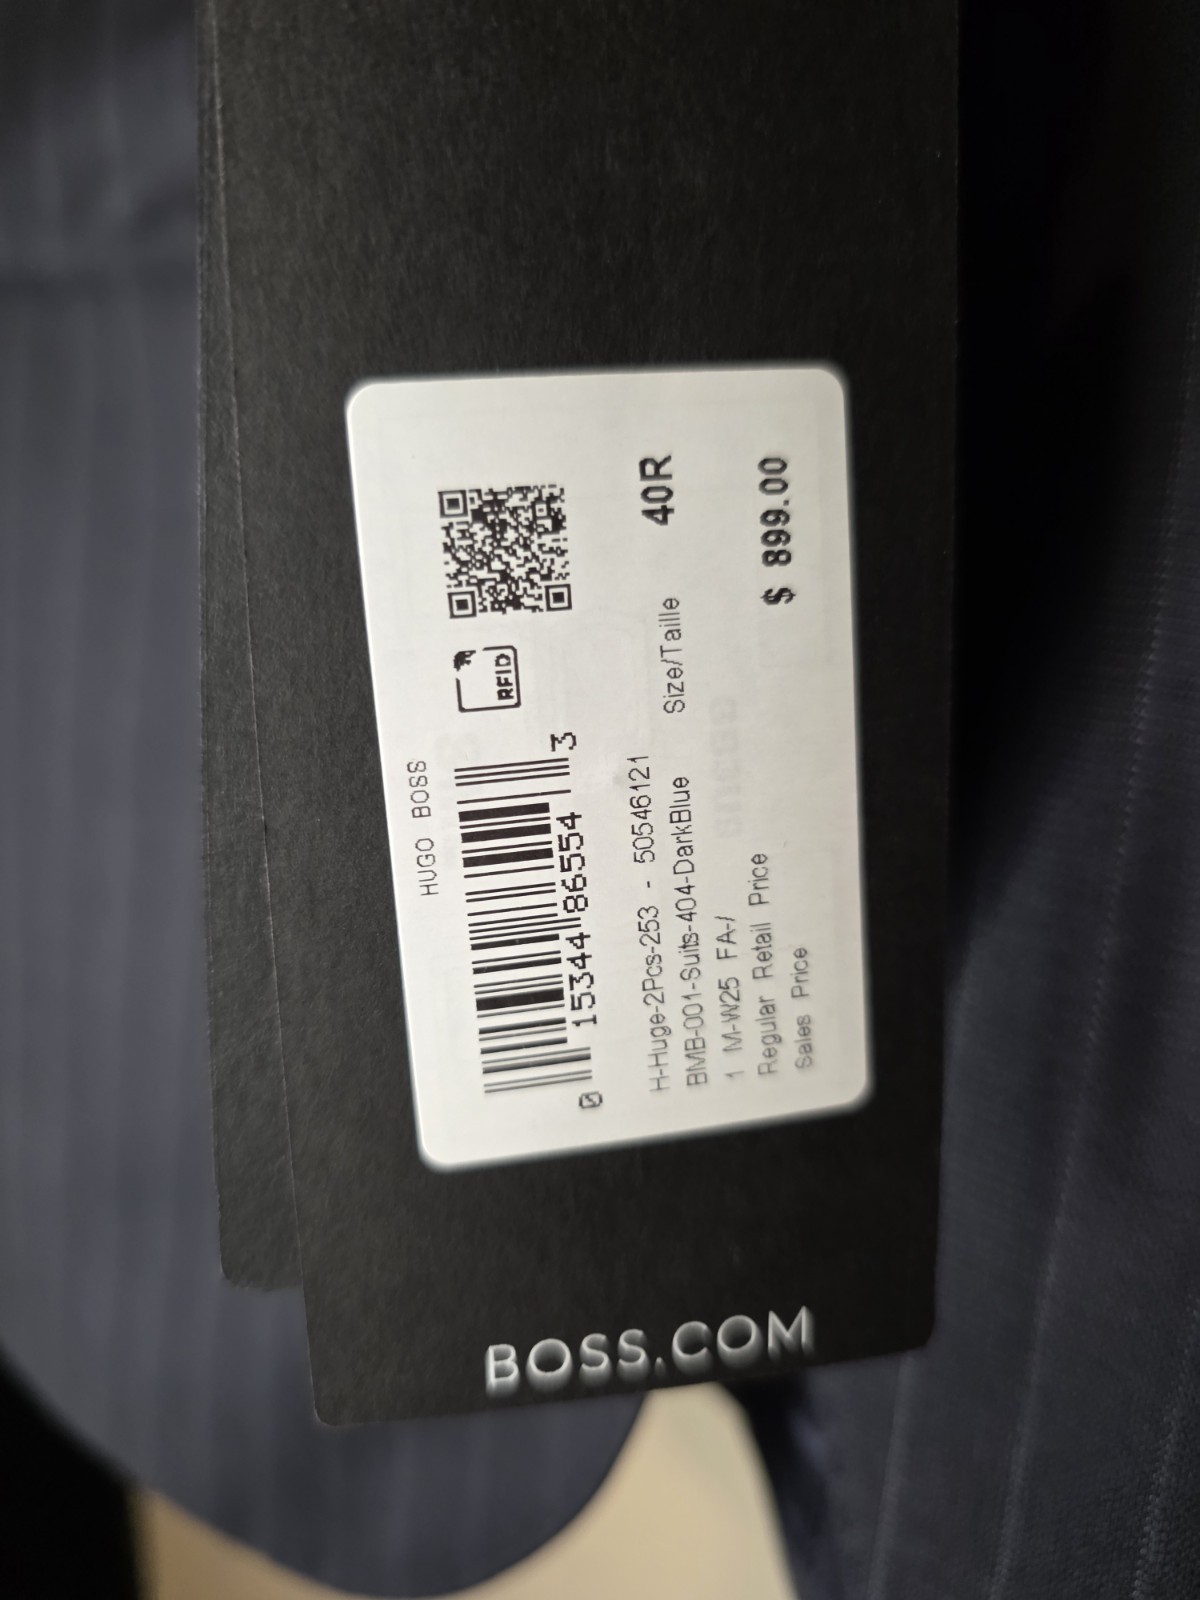 HUGO BOSS
RFID
0 15344 86554 3
H-Huge-2Pcs-253 - 50546121
BMB-001-Suits-404-DarkBlue Size/Taille 40R
1 M-W25 FA-/
Regular Retail Price $ 899.00
Sales Price
BOSS.COM